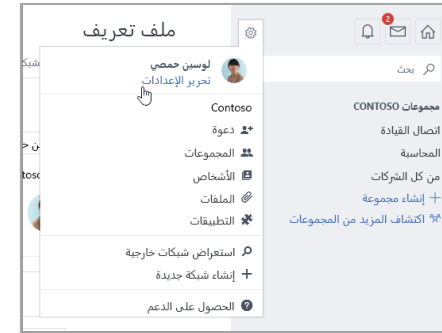 2
بحث
مجموعات CONTOSO
اتصال القيادة
المحاسبة
من كل الشركات
إنشاء مجموعة
اكتشاف المزيد من المجموعات
ملف تعريف
لوسين حمصي
تحرير الإعدادات
Contoso
دعوة
المجموعات
الأشخاص
الملفات
التطبيقات
استعراض شبكات خارجية
إنشاء شبكة جديدة
الحصول على الدعم